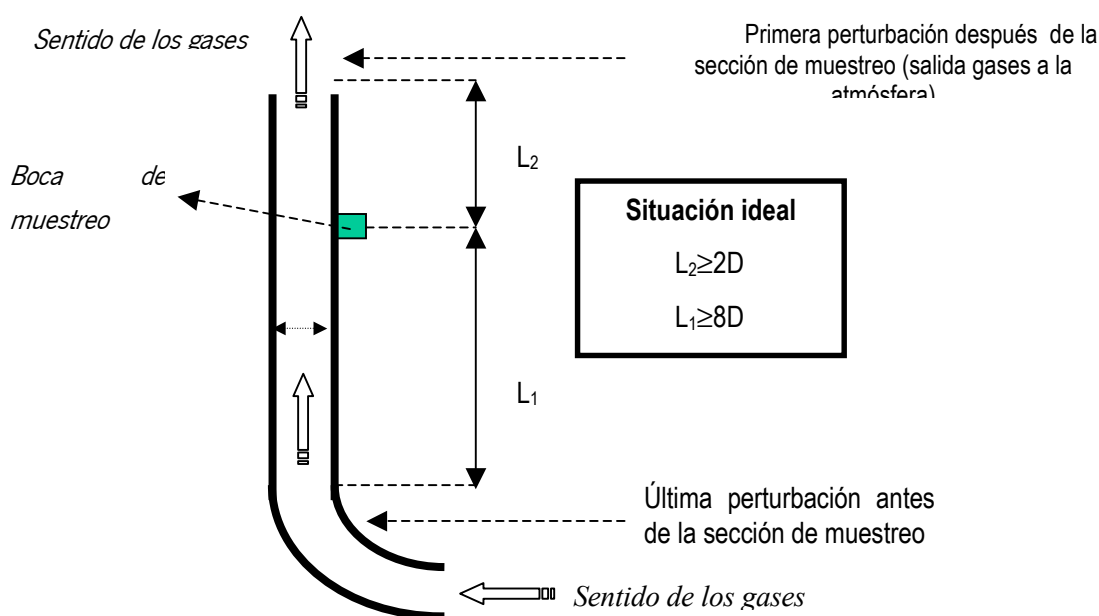 Sentido de los gases
Primera perturbación después de la
sección de muestreo (salida gases a la
atmósfera)
L₂
Boca de
muestreo
Situación ideal
L₂≥2D
L₁≥8D
L₁
Última perturbación antes
de la sección de muestreo
Sentido de los gases